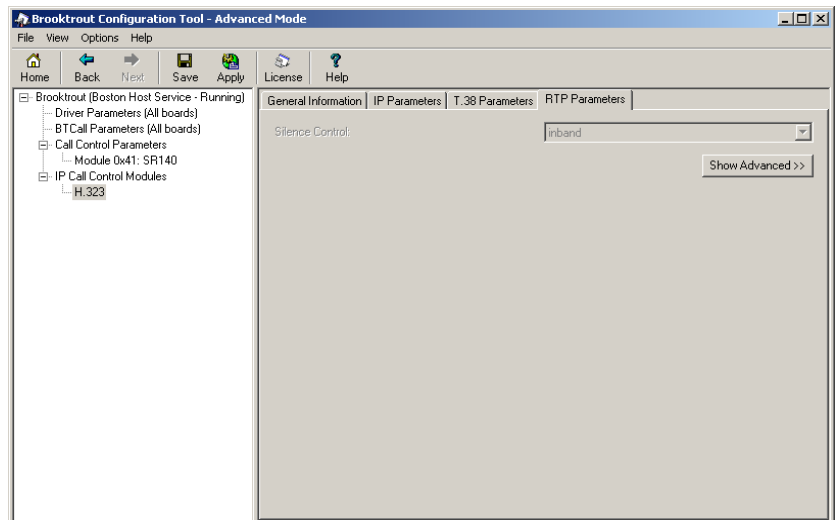 Brooktrout Configuration Tool - Advanced Mode
File View Options Help
Home Back Next Save Apply License Help
Brooktrout (Boston Host Service - Running)
Driver Parameters (All boards)
BTCall Parameters (All boards)
Call Control Parameters
Module 0x41: SR140
IP Call Control Modules
H.323
General Information IP Parameters T.38 Parameters RTP Parameters
Silence Control: inband
Show Advanced >>